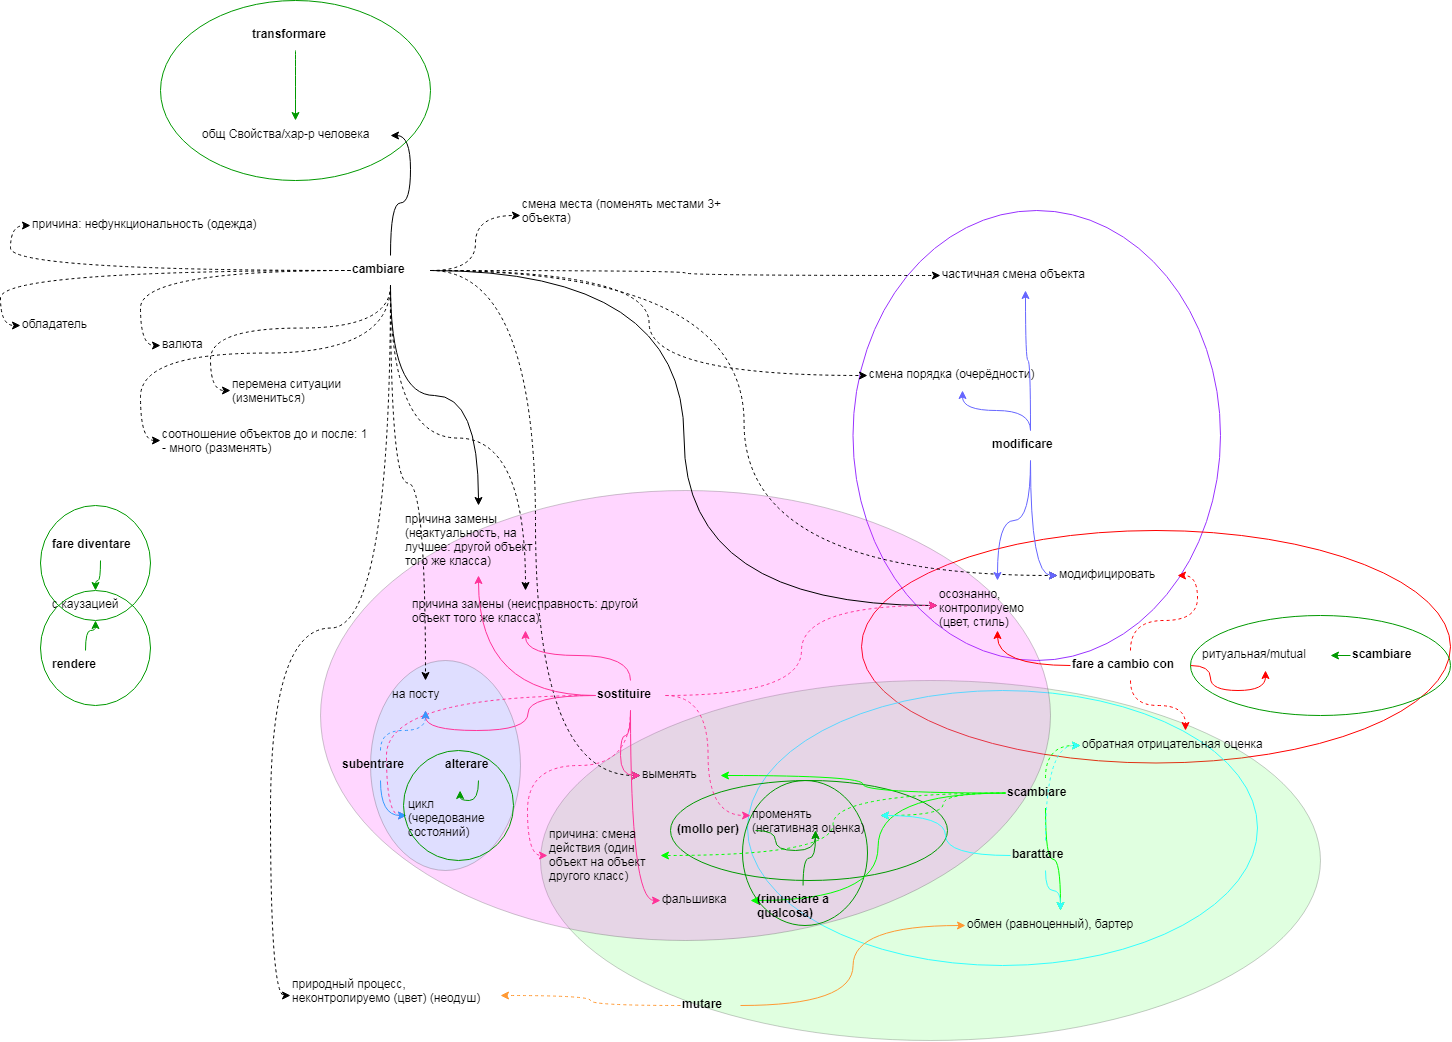 transformare
общ Свойства/хар-р человека
причина: нефункциональность (одежда)
смена места (поменять местами 3+
объекта)
cambiare
частичная смена объекта
обладатель
валюта
перемена ситуации
(измениться)
смена порядка (очерёдности)
соотношение объектов до и после: 1
- много (разменять)
modificare
причина замены
(неактуальность, на
лучшее: другой объект
того же класса)
fare diventare
с каузацией
rendere
причина замены (неисправность: другой
объект того же класса)
модифицировать
осознанно,
контролируемо
(цвет, стиль)
fare a cambio con
ритуальная/mutual
scambiare
на посту
sostituire
subentrare
alterare
цикл
(чередование
состояний)
обратная отрицательная оценка
выменять
scambiare
(mollo per)
променять
(негативная оценка)
причина: смена
действия (один
объект на объект
другого класс)
barattare
фальшивка
(rinunciare a
qualcosa)
обмен (равноценный), бартер
природный процесс,
неконтролируемо (цвет) (неодуш)
mutare